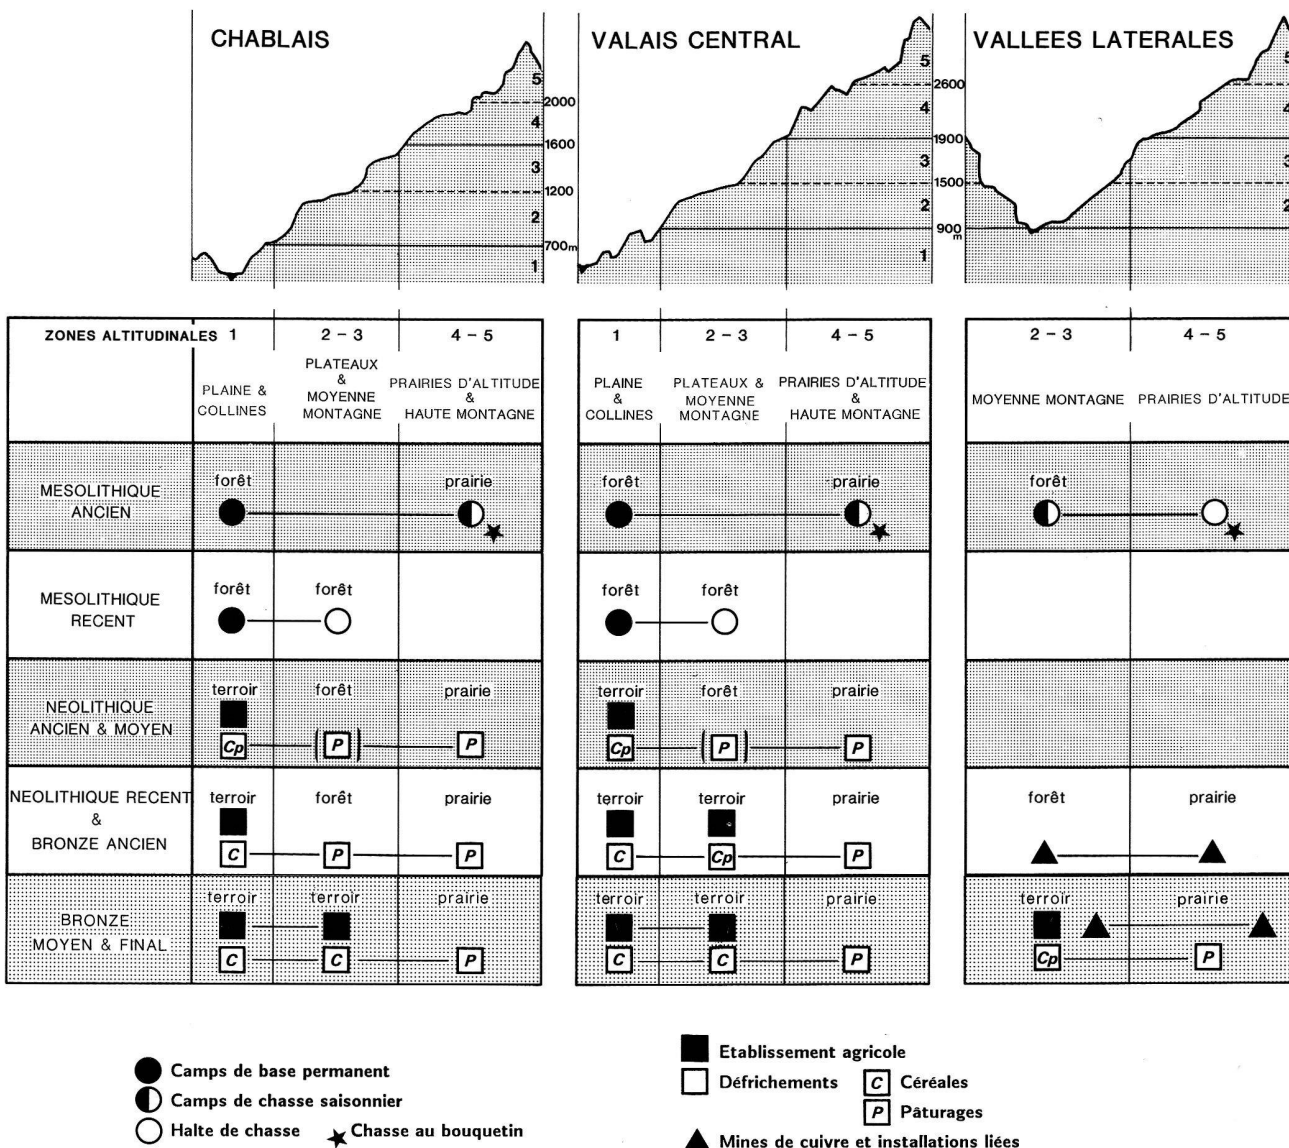 CHABLAIS
5
2000
4
1600
3
1200
2
700m
1
VALAIS CENTRAL
5
2600
4
1900
3
1500
2
900
m
1
VALLEES LATERALES
5
4
3
2
ZONES ALTITUDINALES 1 2 – 3 4 – 5
PLAINE &
COLLINES
PLATEAUX
&
MOYENNE
MONTAGNE
PRAIRIES D'ALTITUDE
&
HAUTE MONTAGNE
1 2 – 3 4 – 5
PLAINE
&
COLLINES
PLATEAUX &
MOYENNE
MONTAGNE
PRAIRIES D'ALTITUDE
&
HAUTE MONTAGNE
2 – 3 4 – 5
MOYENNE MONTAGNE PRAIRIES D'ALTITUDE
MESOLITHIQUE
ANCIEN
forêt prairie forêt prairie forêt
MESOLITHIQUE
RECENT
forêt forêt forêt forêt
NEOLITHIQUE
ANCIEN & MOYEN
terroir forêt prairie terroir forêt prairie
Cp (P) P Cp (P) P
NEOLITHIQUE RECENT
&
BRONZE ANCIEN
terroir forêt prairie terroir terroir prairie forêt prairie
C P P C Cp P
BRONZE
MOYEN & FINAL
terroir terroir prairie terroir terroir prairie terroir prairie
C C P C C P Cp P
Camps de base permanent
Camps de chasse saisonnier
Halte de chasse Chasse au bouquetin
Etablissement agricole
Défrichements C Céréales
P Pâturages
Mines de cuivre et installations liées